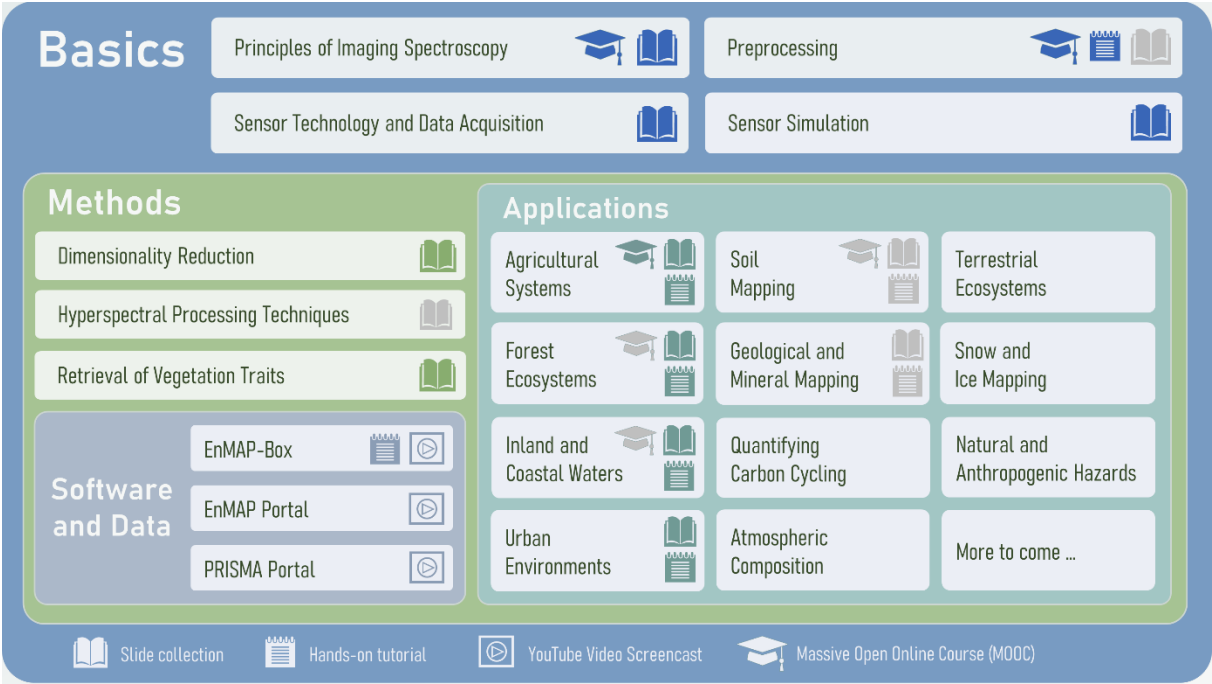 Basics
Principles of Imaging Spectroscopy
Preprocessing
Sensor Technology and Data Acquisition
Sensor Simulation
Methods
Dimensionality Reduction
Hyperspectral Processing Techniques
Retrieval of Vegetation Traits
Software
and Data
EnMAP-Box
EnMAP Portal
PRISMA Portal
Applications
Agricultural
Systems
Soil
Mapping
Terrestrial
Ecosystems
Forest
Ecosystems
Geological and
Mineral Mapping
Snow and
Ice Mapping
Inland and
Coastal Waters
Quantifying
Carbon Cycling
Natural and
Anthropogenic Hazards
Urban
Environments
Atmospheric
Composition
More to come ...
Slide collection
Hands-on tutorial
YouTube Video Screencast
Massive Open Online Course (MOOC)